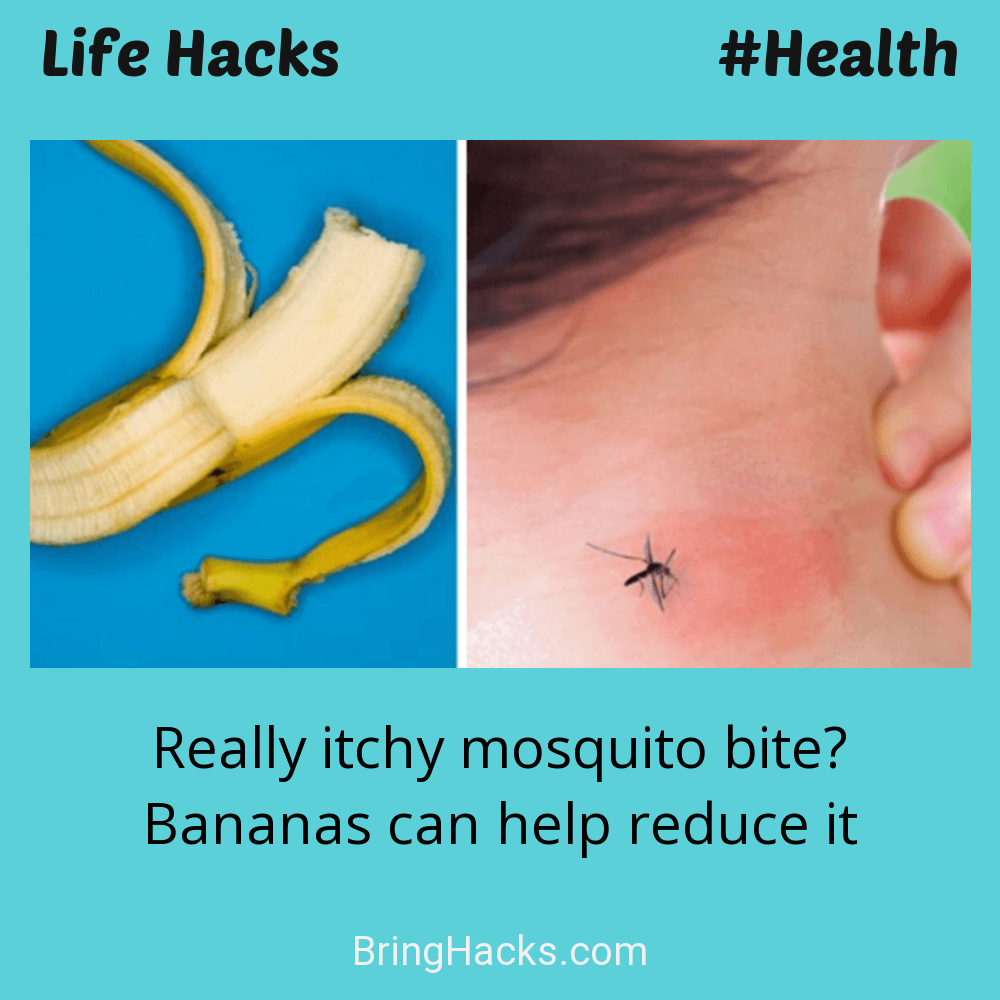 Life Hacks
#Health
Really itchy mosquito bite?
Bananas can help reduce it
BringHacks.com